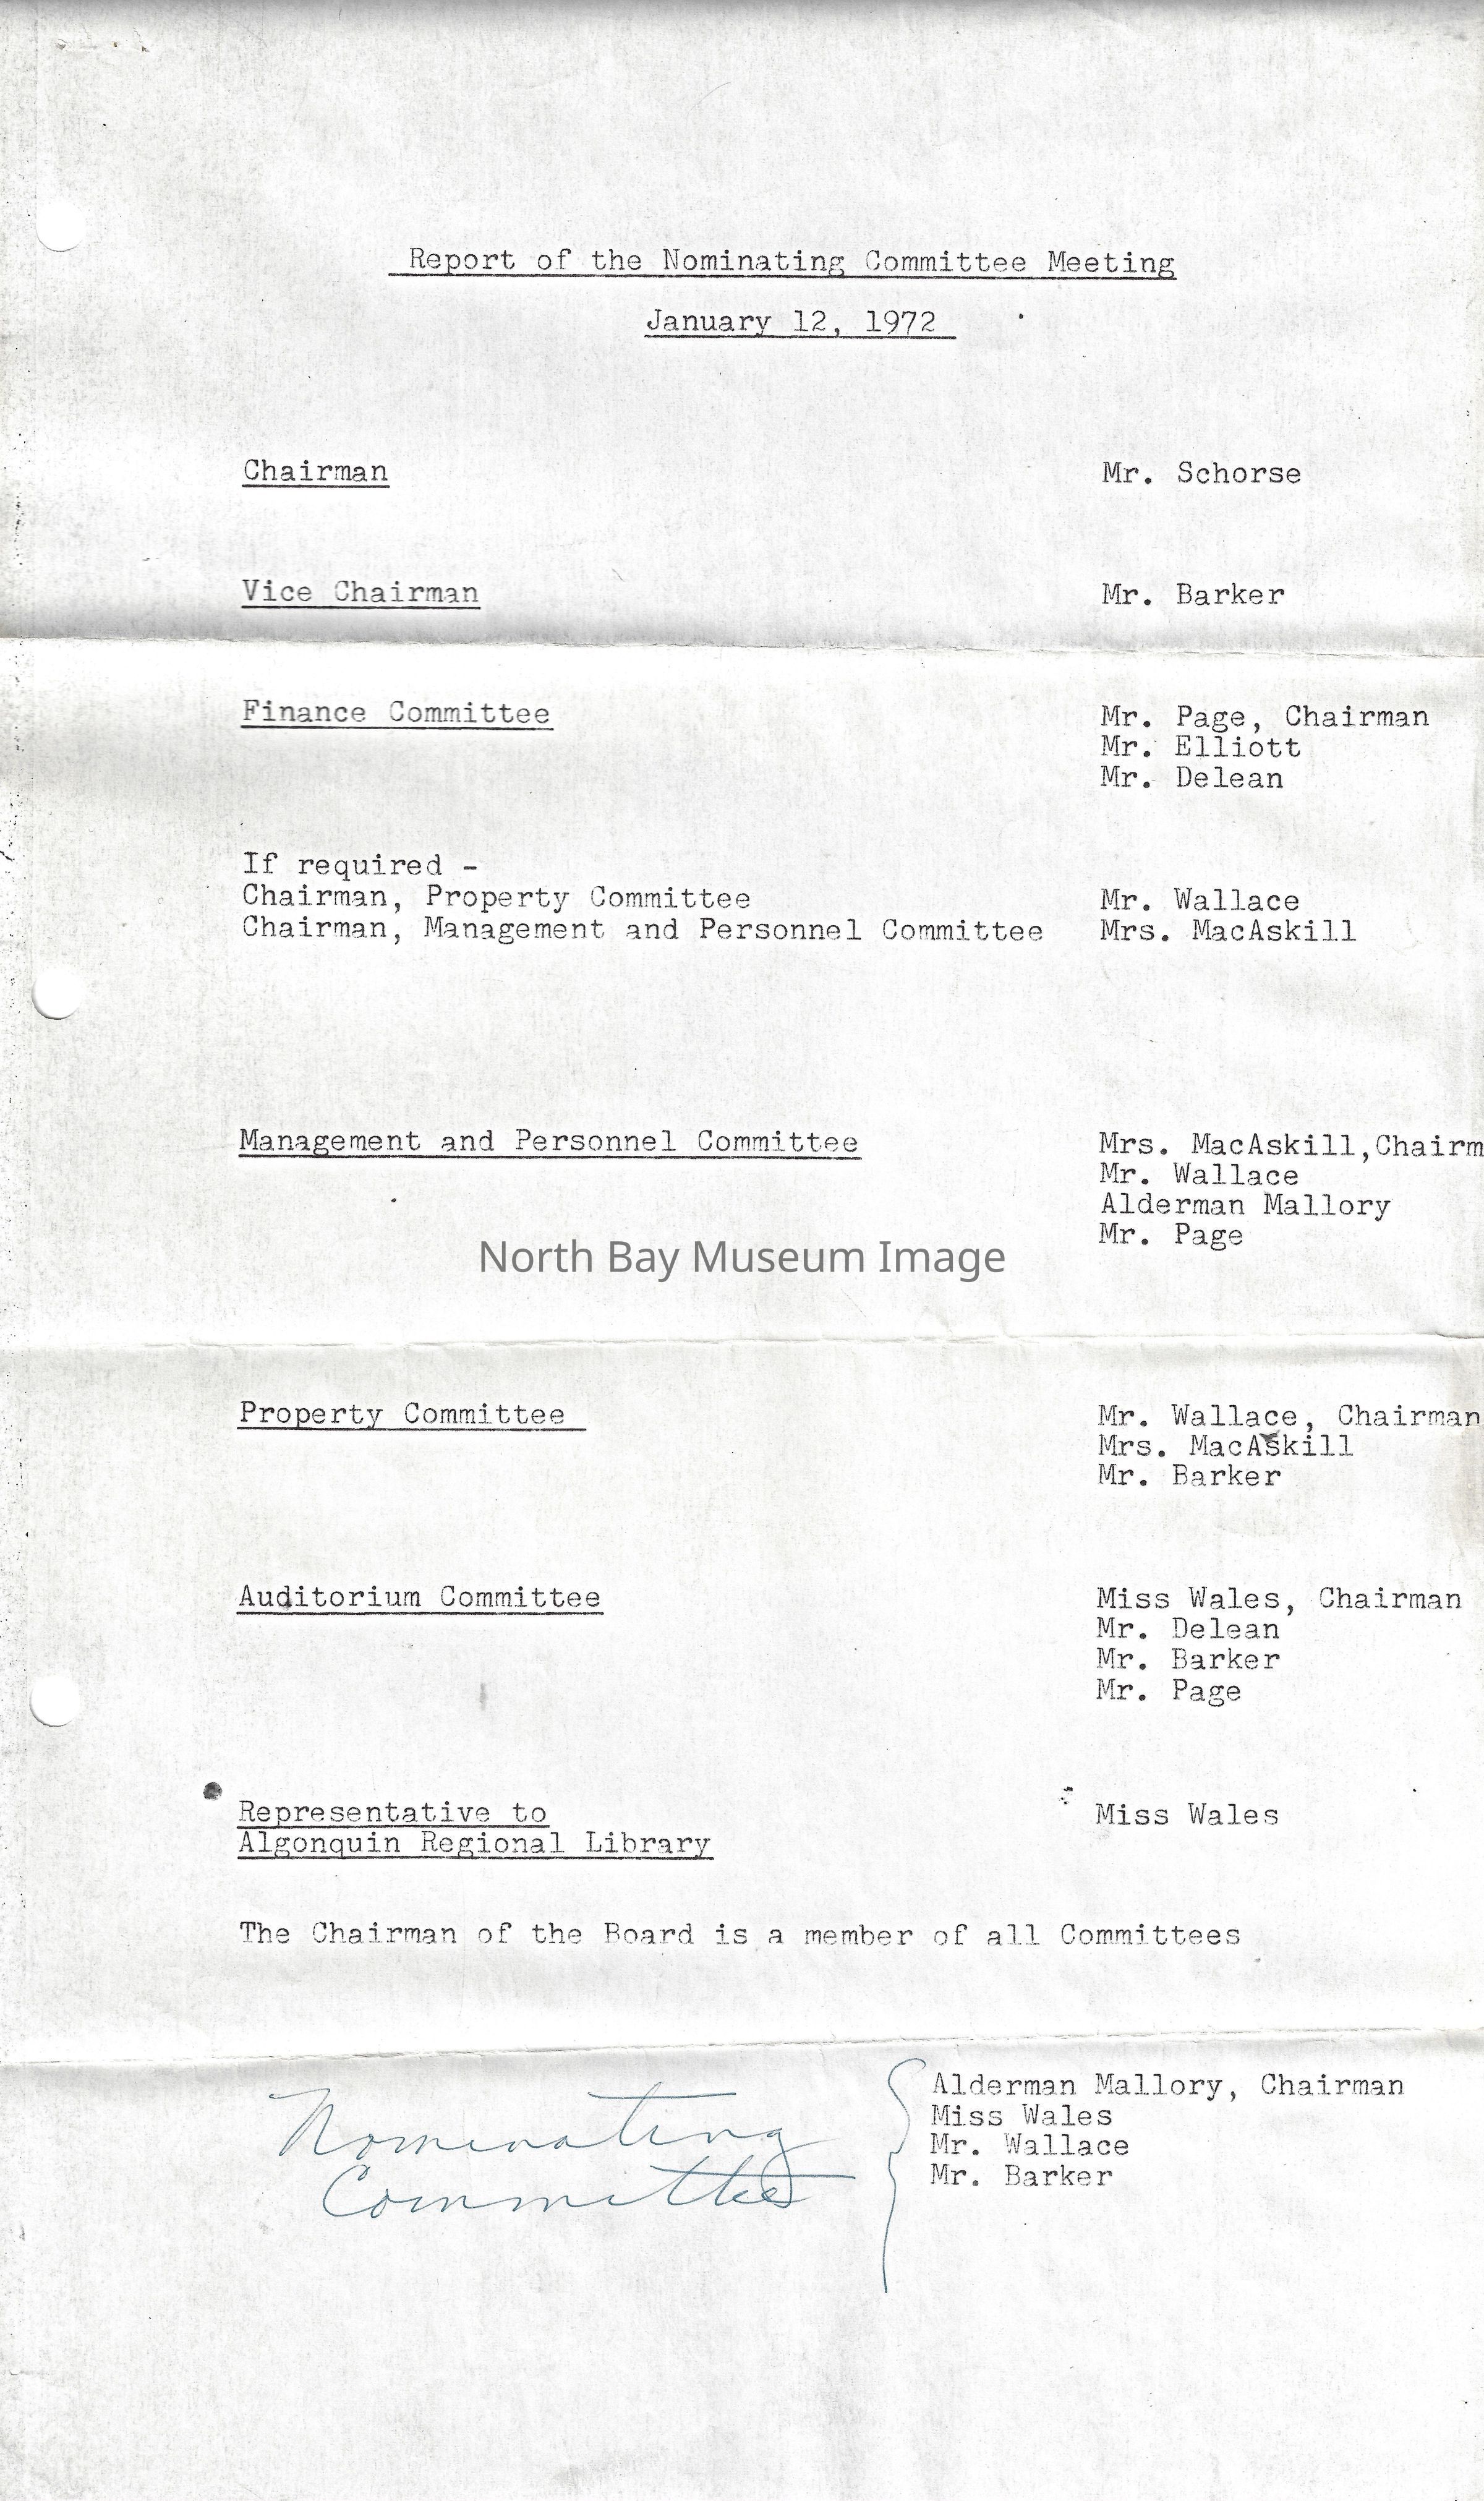 Report of the Nominating Committee Meeting
January 12, 1972
Chairman Mr. Schorse
Vice Chairman Mr. Barker
Finance Committee Mr. Page, Chairman
Mr. Elliott
Mr. Delean
If required -
Chairman, Property Committee Mr. Wallace
Chairman, Management and Personnel Committee Mrs. MacAskill
Management and Personnel Committee Mrs. MacAskill,Chairm
Mr. Wallace
Alderman Mallory
Mr. Page
North Bay Museum Image
Property Committee Mr. Wallace, Chairman
Mrs. MacAskill
Mr. Barker
Auditorium Committee Miss Wales, Chairman
Mr. Delean
Mr. Barker
Mr. Page
Representative to Miss Wales
Algonquin Regional Library
The Chairman of the Board is a member of all Committees
Alderman Mallory, Chairman
Miss Wales
Nominating Mr. Wallace
Committee Mr. Barker